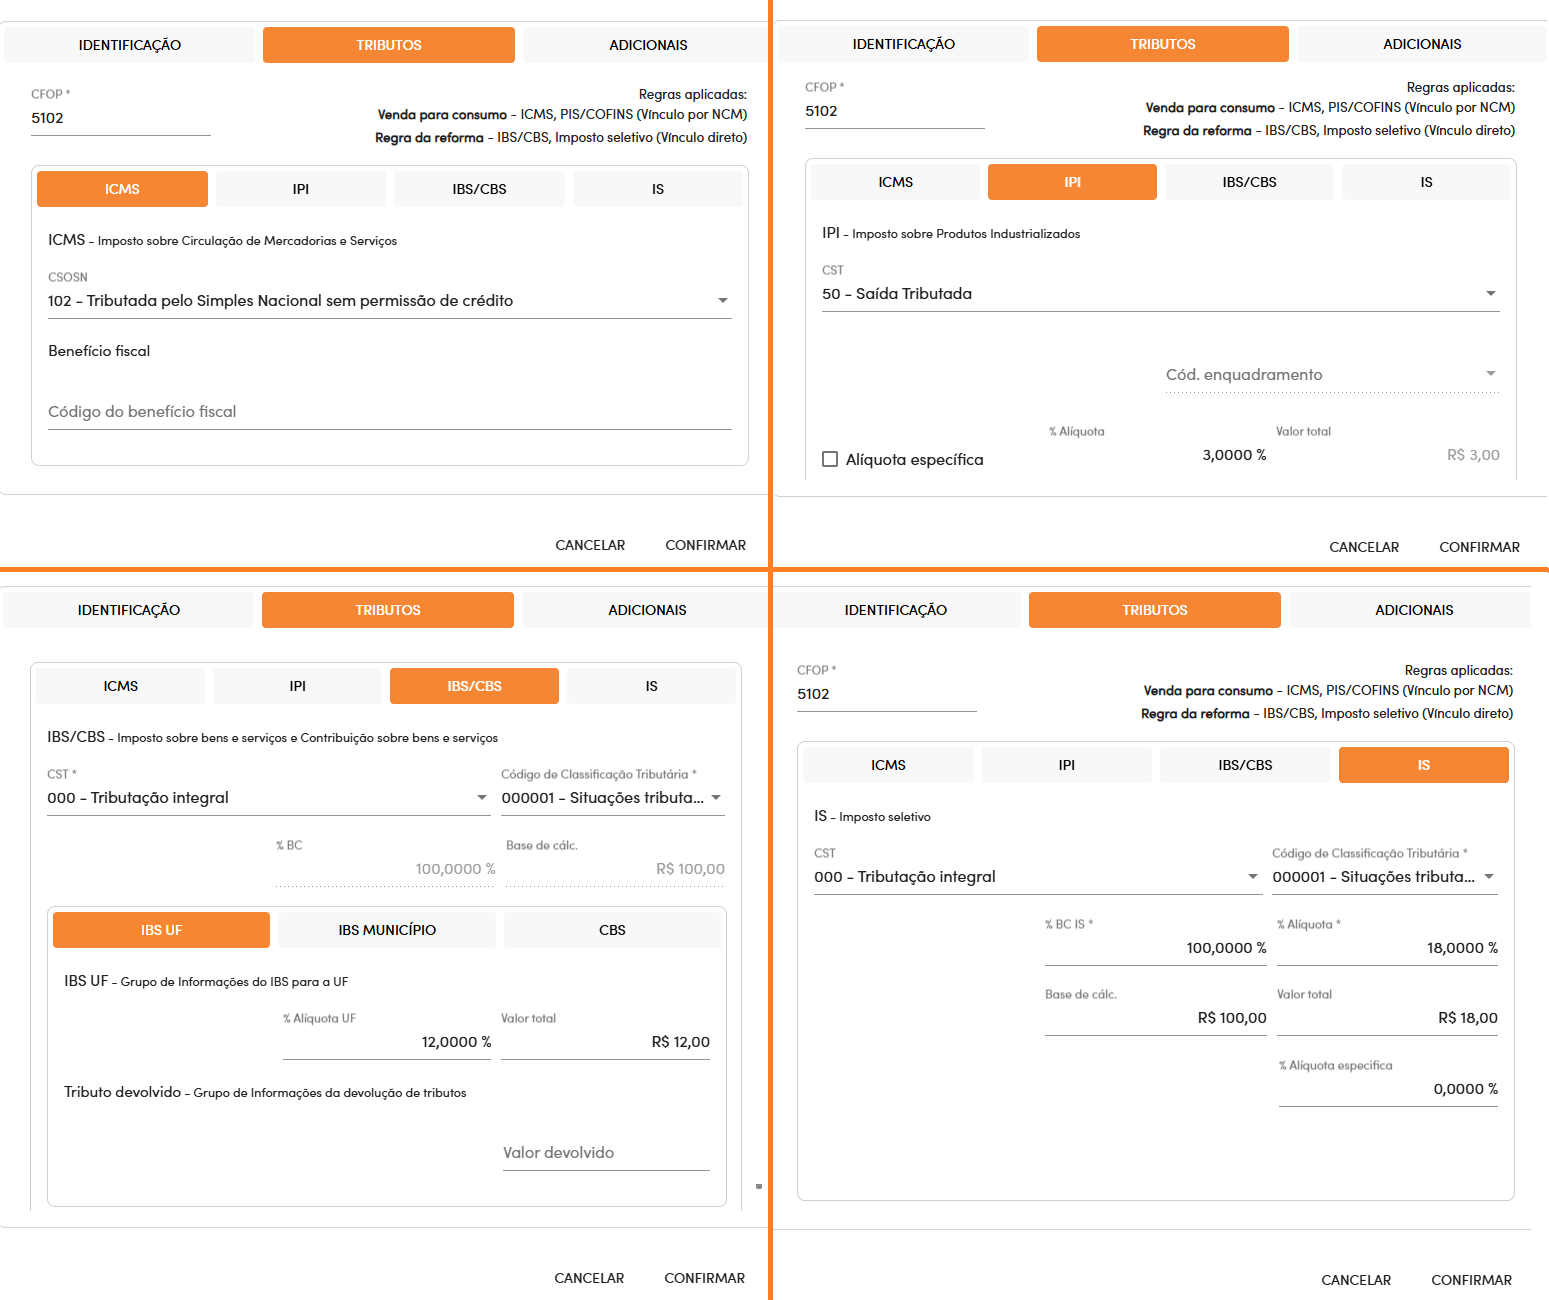 IDENTIFICAÇÃO TRIBUTOS ADICIONAIS
CFOP *
5102
Regras aplicadas:
Venda para consumo - ICMS, PIS/COFINS (Vínculo por NCM)
Regra da reforma - IBS/CBS, Imposto seletivo (Vínculo direto)
ICMS IPI IBS/CBS IS
ICMS - Imposto sobre Circulação de Mercadorias e Serviços
CSOSN
102 - Tributada pelo Simples Nacional sem permissão de crédito
Benefício fiscal
Código do benefício fiscal
CANCELAR CONFIRMAR
IDENTIFICAÇÃO TRIBUTOS ADICIONAIS
CFOP *
5102
Regras aplicadas:
Venda para consumo - ICMS, PIS/COFINS (Vínculo por NCM)
Regra da reforma - IBS/CBS, Imposto seletivo (Vínculo direto)
ICMS IPI IBS/CBS IS
IPI - Imposto sobre Produtos Industrializados
CST
50 - Saída Tributada
Cód. enquadramento
% Alíquota Valor total
Alíquota específica 3,0000 % R$ 3,00
CANCELAR CONFIRMAR
IDENTIFICAÇÃO TRIBUTOS ADICIONAIS
ICMS IPI IBS/CBS IS
IBS/CBS - Imposto sobre bens e serviços e Contribuição sobre bens e serviços
CST * Código de Classificação Tributária *
000 - Tributação integral 000001 - Situações tributa...
% BC Base de cálc.
100,0000 % R$ 100,00
IBS UF IBS MUNICÍPIO CBS
IBS UF - Grupo de Informações do IBS para a UF
% Alíquota UF Valor total
12,0000 % R$ 12,00
Tributo devolvido - Grupo de Informações da devolução de tributos
Valor devolvido
CANCELAR CONFIRMAR
IDENTIFICAÇÃO TRIBUTOS ADICIONAIS
CFOP *
5102
Regras aplicadas:
Venda para consumo - ICMS, PIS/COFINS (Vínculo por NCM)
Regra da reforma - IBS/CBS, Imposto seletivo (Vínculo direto)
ICMS IPI IBS/CBS IS
IS - Imposto seletivo
CST Código de Classificação Tributária *
000 - Tributação integral 000001 - Situações tributa...
% BC IS * % Alíquota *
100,0000 % 18,0000 %
Base de cálc. Valor total
R$ 100,00 R$ 18,00
% Alíquota especifica
0,0000 %
CANCELAR CONFIRMAR